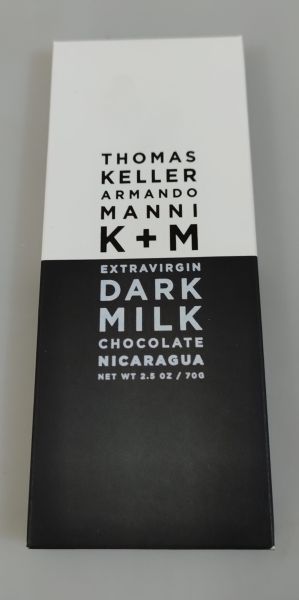 THOMAS
KELLER
ARMANDO
MANNI
K + M
EXTRAVIRGIN
DARK
MILK
CHOCOLATE
NICARAGUA
NET WT 2.5 OZ / 70G